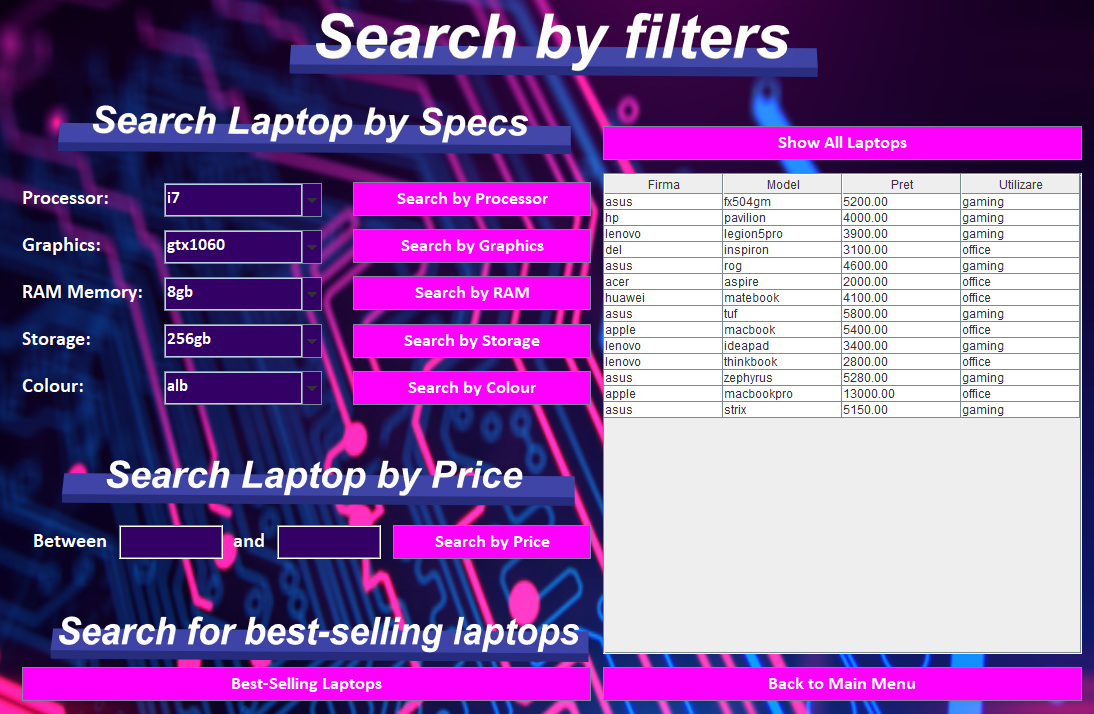 Search by filters
Search Laptop by Specs
Processor: i7 Search by Processor
Graphics: gtx1060 Search by Graphics
RAM Memory: 8gb Search by RAM
Storage: 256gb Search by Storage
Colour: alb Search by Colour
Search Laptop by Price
Between and Search by Price
Search for best-selling laptops
Best-Selling Laptops
Show All Laptops
Firma Model Pret Utilizare
asus fx504gm 5200.00 gaming
hp pavilion 4000.00 gaming
lenovo legion5pro 3900.00 gaming
del inspiron 3100.00 office
asus rog 4600.00 gaming
acer aspire 2000.00 office
huawei matebook 4100.00 office
asus tuf 5800.00 gaming
apple macbook 5400.00 office
lenovo ideapad 3400.00 gaming
lenovo thinkbook 2800.00 office
asus zephyrus 5280.00 gaming
apple macbookpro 13000.00 office
asus strix 5150.00 gaming
Back to Main Menu